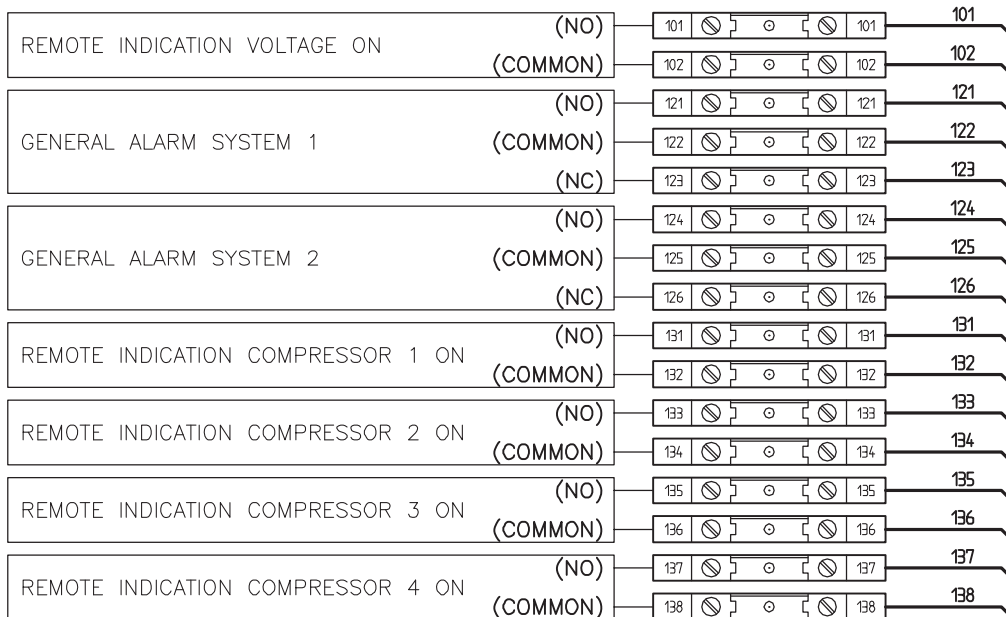 (NO) 101 101 101
REMOTE INDICATION VOLTAGE ON
(COMMON) 102 102 102
(NO) 121 121 121
GENERAL ALARM SYSTEM 1 (COMMON) 122 122 122
(NC) 123 123 123
(NO) 124 124 124
GENERAL ALARM SYSTEM 2 (COMMON) 125 125 125
(NC) 126 126 126
(NO) 131 131 131
REMOTE INDICATION COMPRESSOR 1 ON
(COMMON) 132 132 132
(NO) 133 133 133
REMOTE INDICATION COMPRESSOR 2 ON
(COMMON) 134 134 134
(NO) 135 135 135
REMOTE INDICATION COMPRESSOR 3 ON
(COMMON) 136 136 136
(NO) 137 137 137
REMOTE INDICATION COMPRESSOR 4 ON
(COMMON) 138 138 138